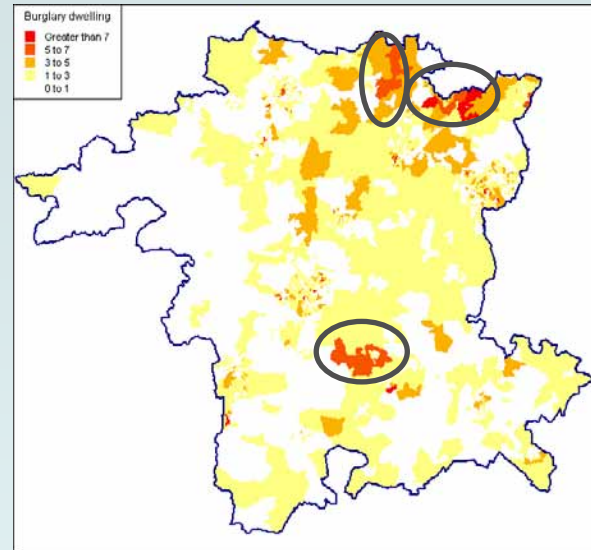 Burglary dwelling
Greater than 7
5 to 7
3 to 5
1 to 3
0 to 1